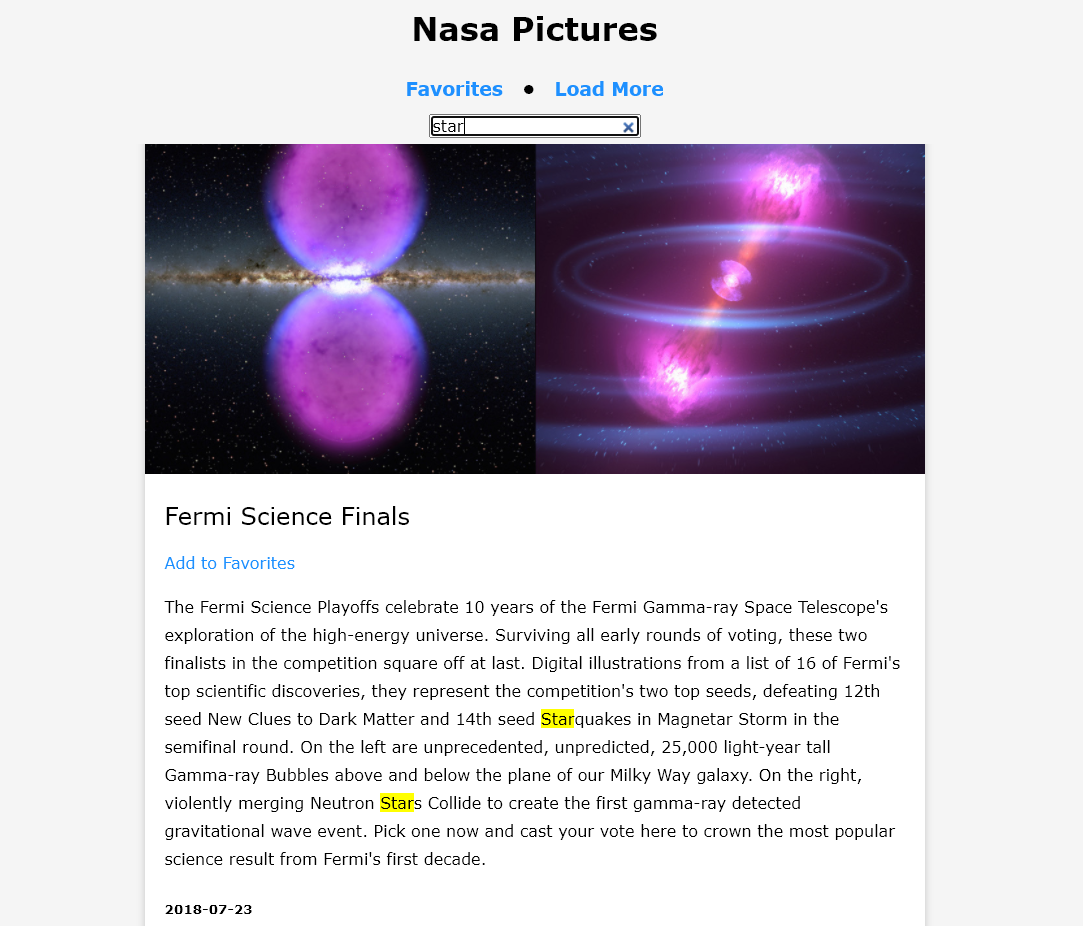 Nasa Pictures
Favorites ● Load More
star
Fermi Science Finals
Add to Favorites
The Fermi Science Playoffs celebrate 10 years of the Fermi Gamma-ray Space Telescope's
exploration of the high-energy universe. Surviving all early rounds of voting, these two
finalists in the competition square off at last. Digital illustrations from a list of 16 of Fermi's
top scientific discoveries, they represent the competition's two top seeds, defeating 12th
seed New Clues to Dark Matter and 14th seed Starquakes in Magnetar Storm in the
semifinal round. On the left are unprecedented, unpredicted, 25,000 light-year tall
Gamma-ray Bubbles above and below the plane of our Milky Way galaxy. On the right,
violently merging Neutron Stars Collide to create the first gamma-ray detected
gravitational wave event. Pick one now and cast your vote here to crown the most popular
science result from Fermi's first decade.
2018-07-23